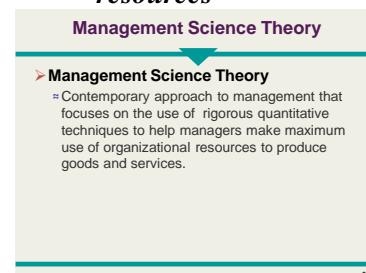 resources
Management Science Theory
➢ Management Science Theory
≈ Contemporary approach to management that
focuses on the use of rigorous quantitative
techniques to help managers make maximum
use of organizational resources to produce
goods and services.